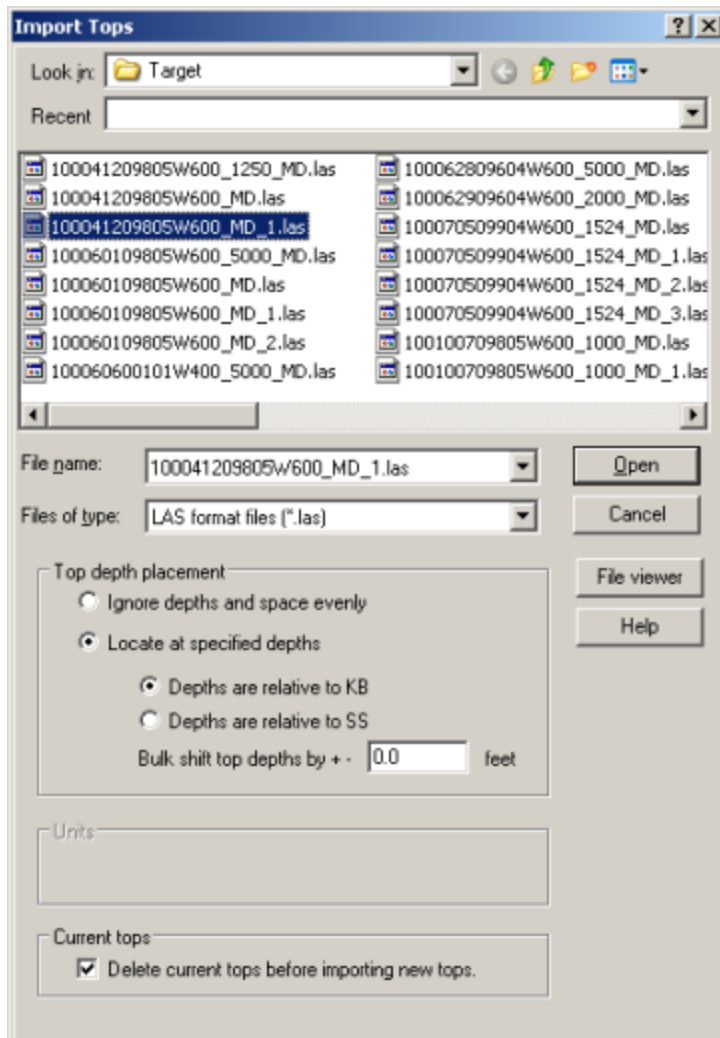 Import Tops
Look in: Target
Recent
100041209805W600_1250_MD.las
100041209805W600_MD.las
100041209805W600_MD_1.las
100060109805W600_5000_MD.las
100060109805W600_MD.las
100060109805W600_MD_1.las
100060109805W600_MD_2.las
100060600101W400_5000_MD.las
100062809604W600_5000_MD.las
100062909604W600_2000_MD.las
100070509904W600_1524_MD.las
100070509904W600_1524_MD_1.las
100070509904W600_1524_MD_2.las
100070509904W600_1524_MD_3.las
100100709805W600_1000_MD.las
100100709805W600_1000_MD_1.las
File name: 100041209805W600_MD_1.las Open
Files of type: LAS format files (*.las) Cancel
Top depth placement File viewer
Ignore depths and space evenly
Locate at specified depths Help
Depths are relative to KB
Depths are relative to SS
Bulk shift top depths by + - 0.0 feet
Units
Current tops
Delete current tops before importing new tops.